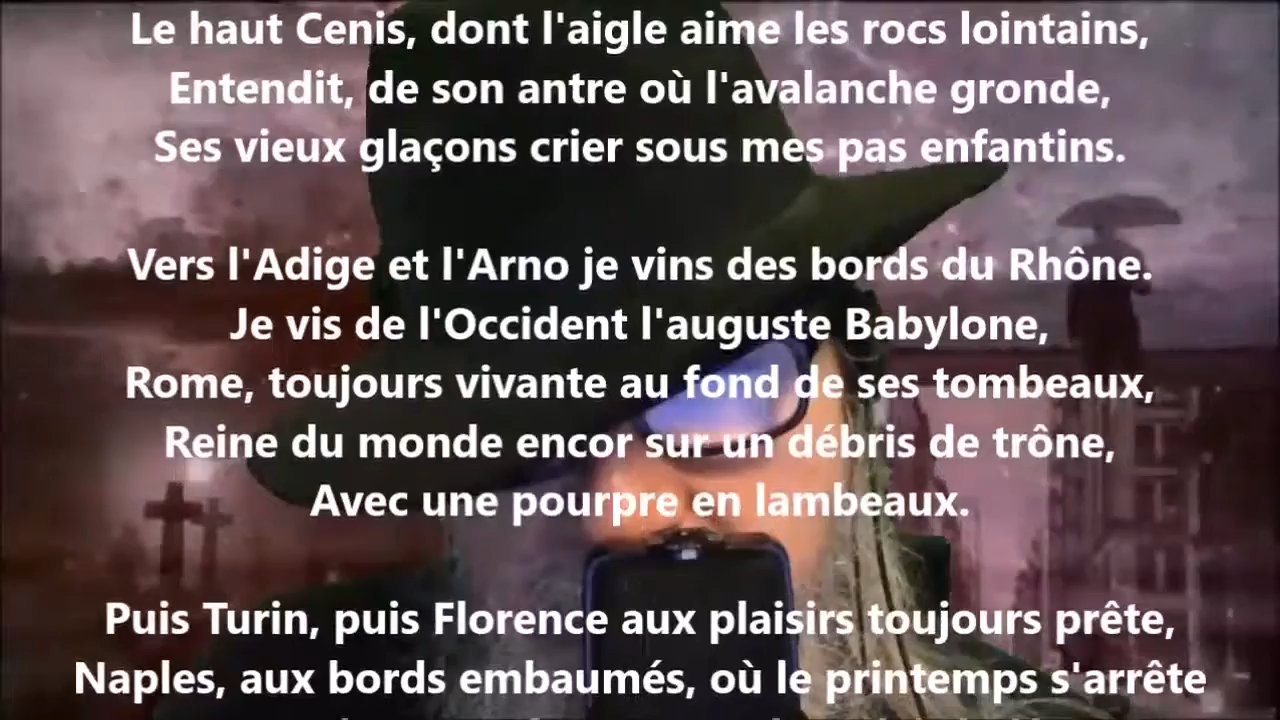 Le haut Cenis, dont l'aigle aime les rocs lointains,
Entendit, de son antre où l'avalanche gronde,
Ses vieux glaçons crier sous mes pas enfantins.
Vers l'Adige et l'Arno je vins des bords du Rhône.
Je vis de l'Occident l'auguste Babylone,
Rome, toujours vivante au fond de ses tombeaux,
Reine du monde encor sur un débris de trône,
Avec une pourpre en lambeaux.
Puis Turin, puis Florence aux plaisirs toujours prête,
Naples, aux bords embaumés, où le printemps s'arrête